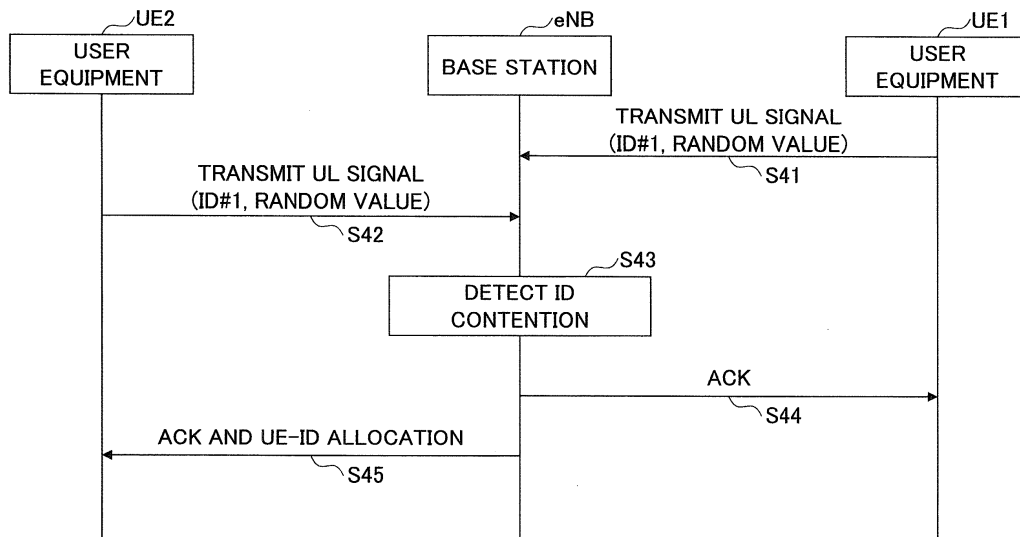 UE2
USER
EQUIPMENT
eNB
BASE STATION
UE1
USER
EQUIPMENT
TRANSMIT UL SIGNAL
(ID#1, RANDOM VALUE)
S41
TRANSMIT UL SIGNAL
(ID#1, RANDOM VALUE)
S42
S43
DETECT ID
CONTENTION
ACK
S44
ACK AND UE-ID ALLOCATION
S45